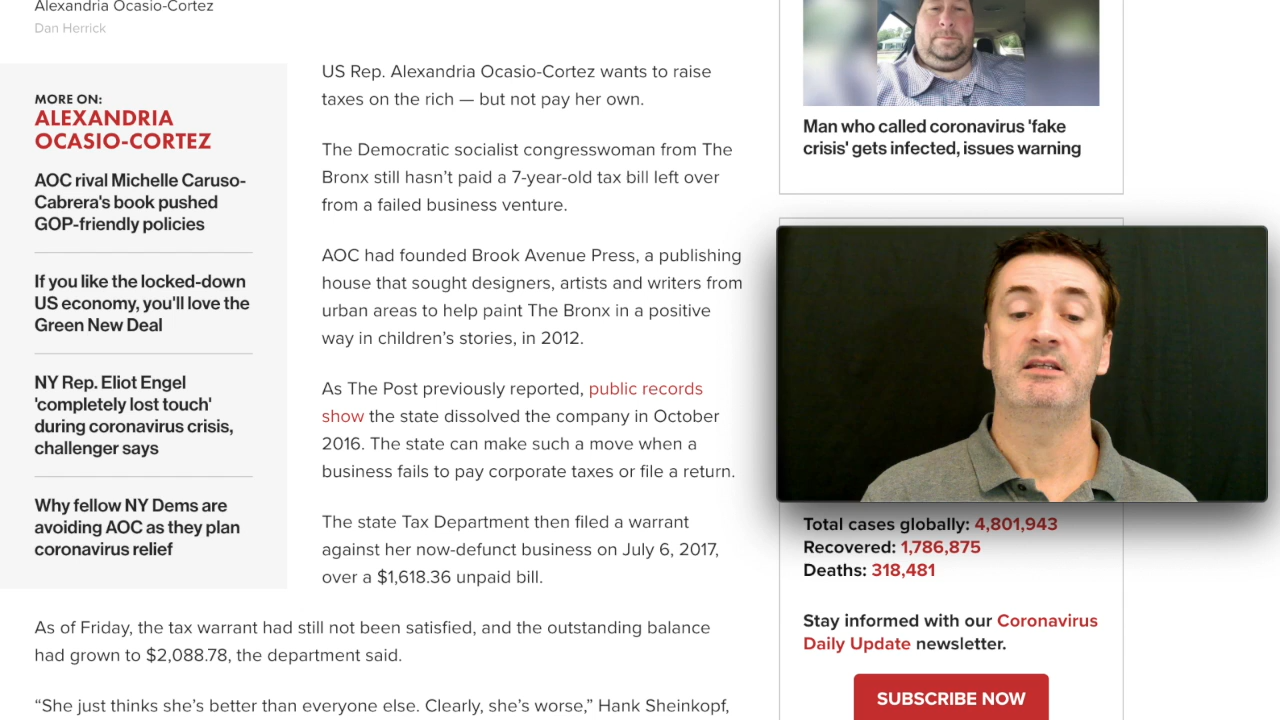 Alexandria Ocasio-Cortez
Dan Herrick
MORE ON:
ALEXANDRIA
OCASIO-CORTEZ
AOC rival Michelle Caruso-
Cabrera's book pushed
GOP-friendly policies
If you like the locked-down
US economy, you'll love the
Green New Deal
NY Rep. Eliot Engel
'completely lost touch'
during coronavirus crisis,
challenger says
Why fellow NY Dems are
avoiding AOC as they plan
coronavirus relief
US Rep. Alexandria Ocasio-Cortez wants to raise
taxes on the rich — but not pay her own.
The Democratic socialist congresswoman from The
Bronx still hasn’t paid a 7-year-old tax bill left over
from a failed business venture.
AOC had founded Brook Avenue Press, a publishing
house that sought designers, artists and writers from
urban areas to help paint The Bronx in a positive
way in children’s stories, in 2012.
As The Post previously reported, public records
show the state dissolved the company in October
2016. The state can make such a move when a
business fails to pay corporate taxes or file a return.
The state Tax Department then filed a warrant
against her now-defunct business on July 6, 2017,
over a $1,618.36 unpaid bill.
As of Friday, the tax warrant had still not been satisfied, and the outstanding balance
had grown to $2,088.78, the department said.
“She just thinks she’s better than everyone else. Clearly, she’s worse,” Hank Sheinkopf,
Man who called coronavirus 'fake
crisis' gets infected, issues warning
Total cases globally: 4,801,943
Recovered: 1,786,875
Deaths: 318,481
Stay informed with our Coronavirus
Daily Update newsletter.
SUBSCRIBE NOW